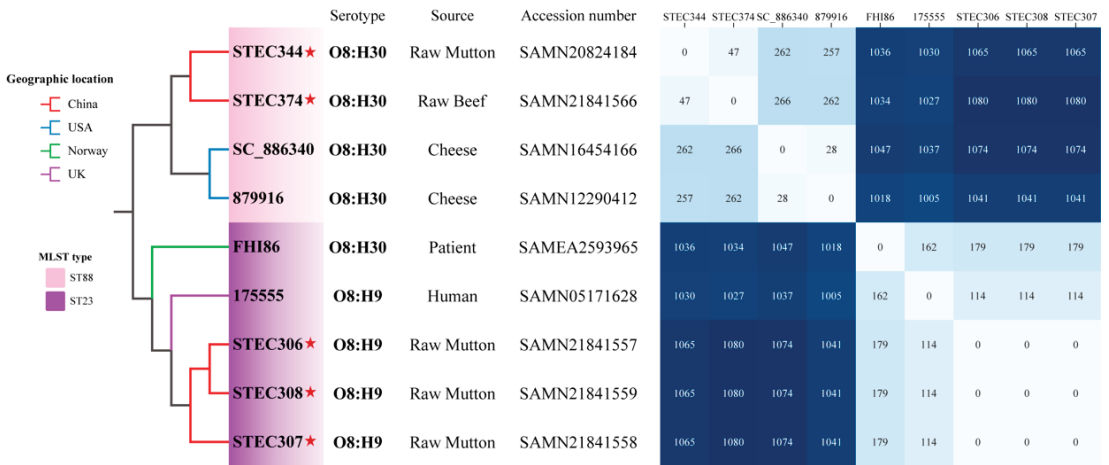 Serotype Source Accession number STEC344 STEC374 SC_886340 879916 FHI86 175555 STEC306 STEC308 STEC307
STEC344★ O8:H30 Raw Mutton SAMN20824184 0 47 262 257 1036 1030 1065 1065 1065
Geographic location
China
STEC374★ O8:H30 Raw Beef SAMN21841566 47 0 266 262 1034 1027 1080 1080 1080
USA
Norway
SC_886340 O8:H30 Cheese SAMN16454166 262 266 0 28 1047 1037 1074 1074 1074
UK
879916 O8:H30 Cheese SAMN12290412 257 262 28 0 1018 1005 1041 1041 1041
FHI86 O8:H30 Patient SAMEA2593965 1036 1034 1047 1018 0 162 179 179 179
MLST type
ST88
175555 O8:H9 Human SAMN05171628 1030 1027 1037 1005 162 0 114 114 114
ST23
STEC306★ O8:H9 Raw Mutton SAMN21841557 1065 1080 1074 1041 179 114 0 0 0
STEC308★ O8:H9 Raw Mutton SAMN21841559 1065 1080 1074 1041 179 114 0 0 0
STEC307★ O8:H9 Raw Mutton SAMN21841558 1065 1080 1074 1041 179 114 0 0 0